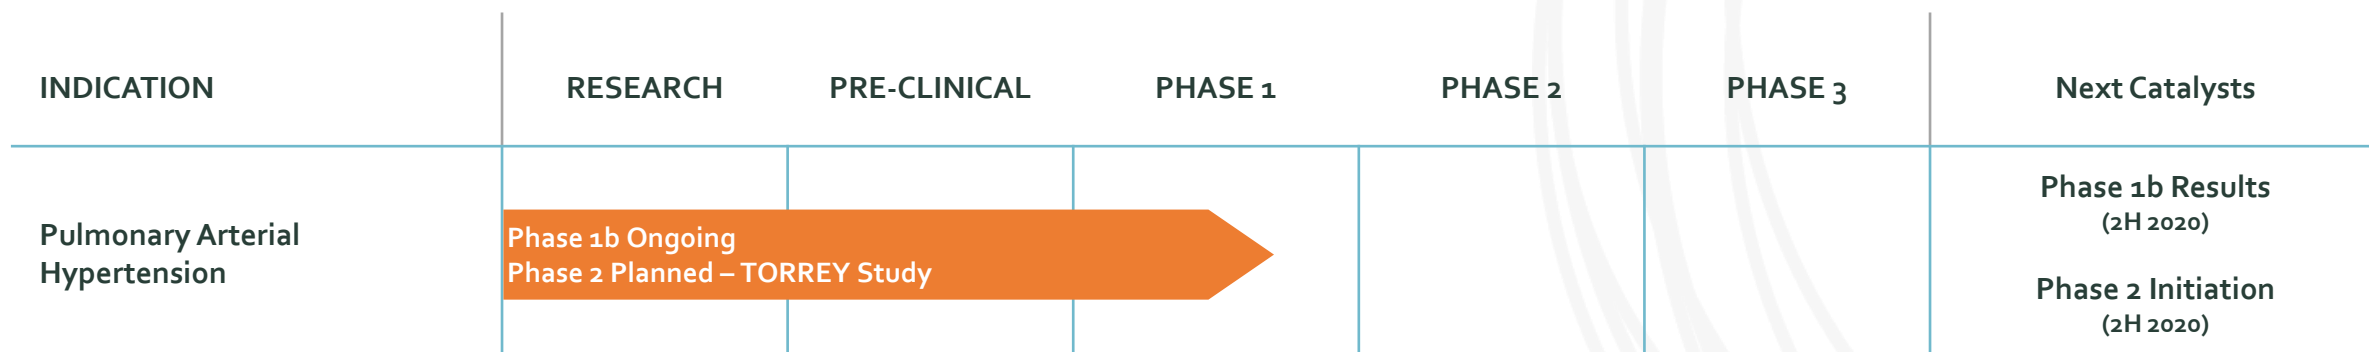 INDICATION
RESEARCH
PRE-CLINICAL
PHASE 1
PHASE 2
PHASE 3
Next Catalysts
Pulmonary Arterial
Hypertension
Phase 1b Ongoing
Phase 2 Planned – TORREY Study
Phase 1b Results
(2H 2020)
Phase 2 Initiation
(2H 2020)